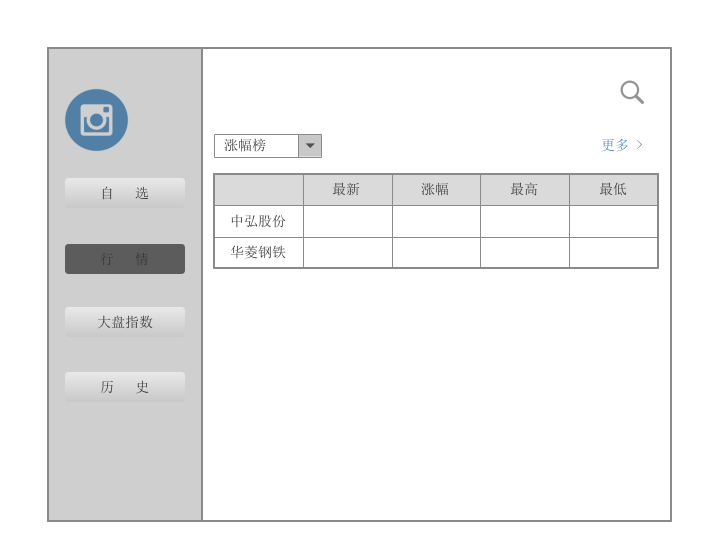 自 选
行 情
大盘指数
历 史
涨幅榜
更多
最新 涨幅 最高 最低
中弘股份
华菱钢铁